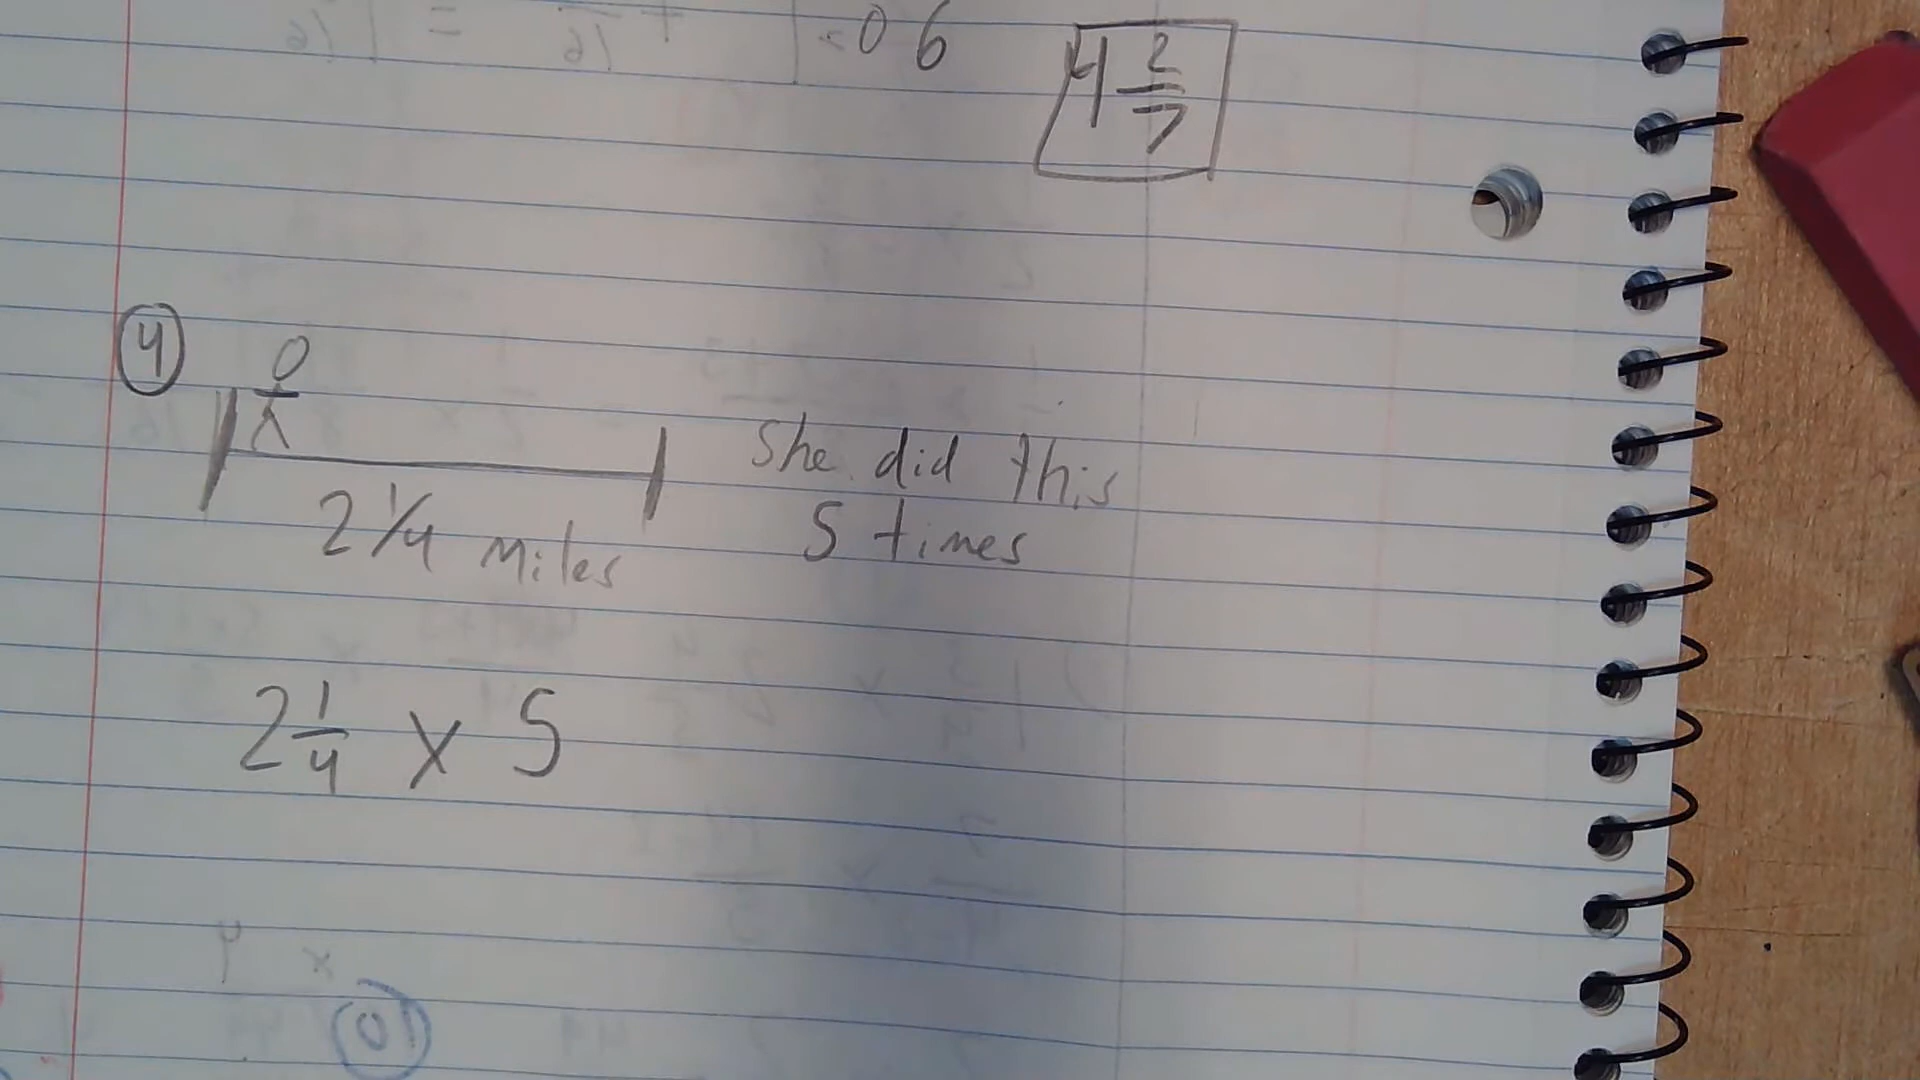 06
4 2/7
4
2 1/4 miles
She did this
5 times
2 1/4 x 5